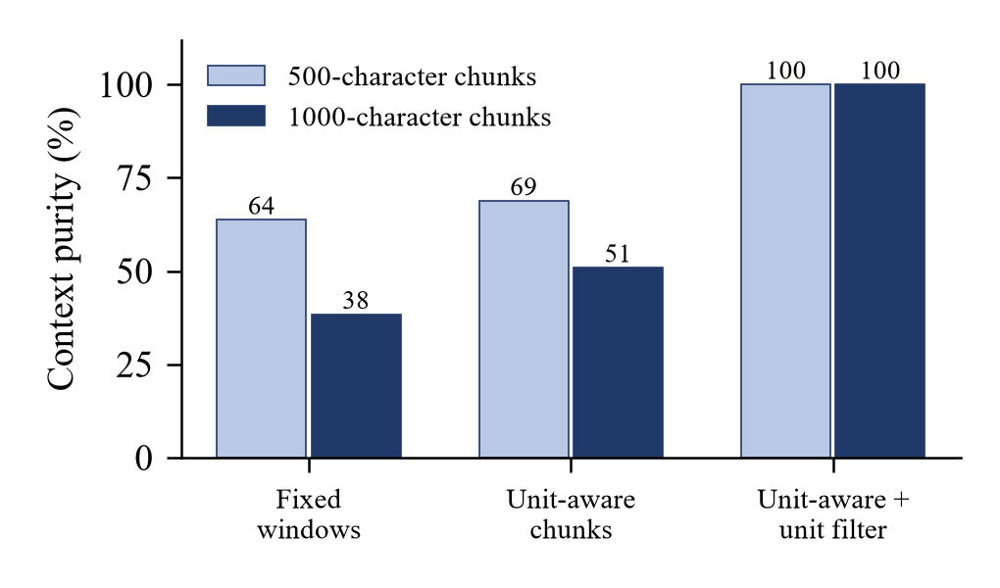 500-character chunks
1000-character chunks
Context purity (%)
100
75
50
25
0
64
38
69
51
100
100
Fixed
windows
Unit-aware
chunks
Unit-aware +
unit filter